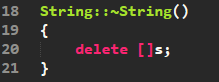 18 String::~String()
19 {
20     delete []s;
21 }